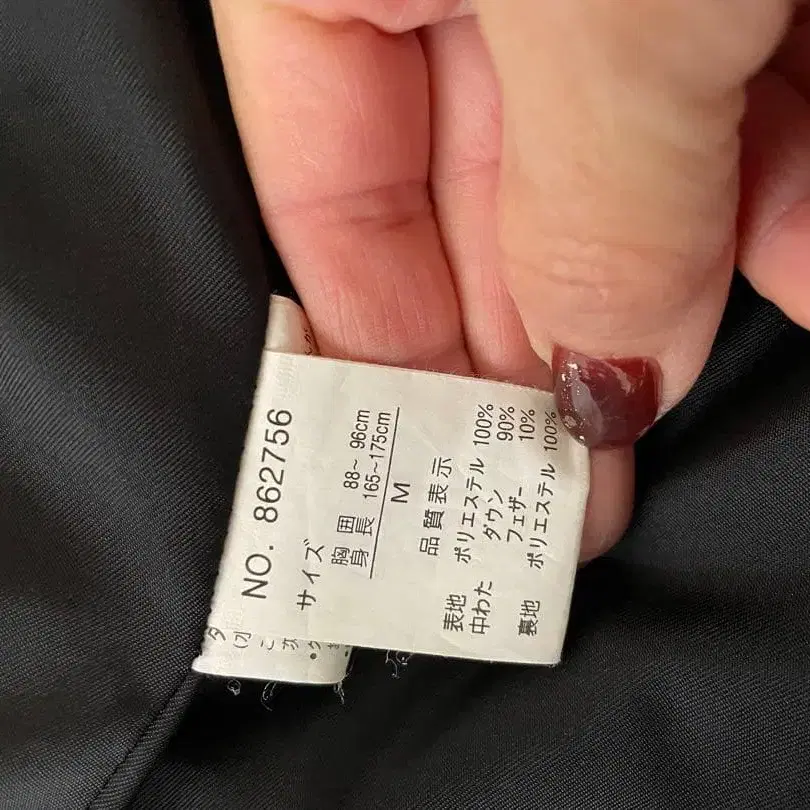 NO. 862756
サイズ
胸 囲 88～ 96cm
身 長 165～175cm
M
品質表示
表地 ポリエステル 100%
中わた ダウン 90%
フェザー 10%
裏地 ポリエステル 100%